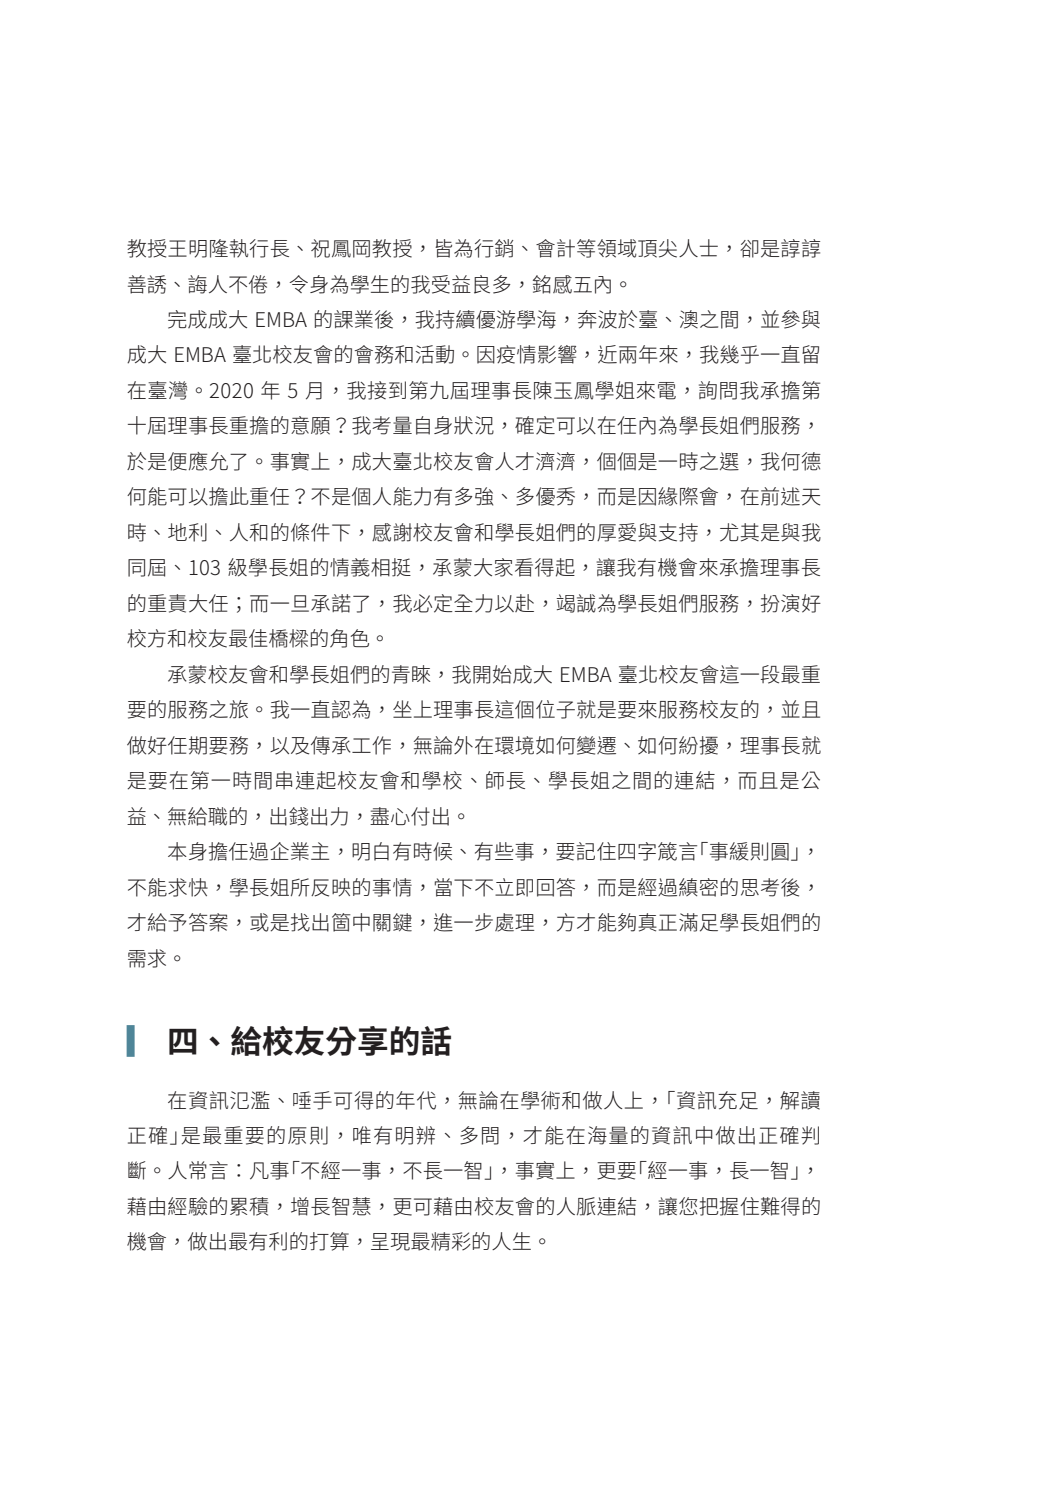 教授王明隆執行長、祝鳳岡教授，皆為行銷、會計等領域頂尖人士，卻是諄諄
善誘、誨人不倦，令身為學生的我受益良多，銘感五內。
完成成大 EMBA 的課業後，我持續優游學海，奔波於臺、澳之間，並參與
成大 EMBA 臺北校友會的會務和活動。因疫情影響，近兩年來，我幾乎一直留
在臺灣。2020 年 5 月，我接到第九屆理事長陳玉鳳學姐來電，詢問我承擔第
十屆理事長重擔的意願？我考量自身狀況，確定可以在任內為學長姐們服務，
於是便應允了。事實上，成大臺北校友會人才濟濟，個個是一時之選，我何德
何能可以擔此重任？不是個人能力有多強、多優秀，而是因緣際會，在前述天
時、地利、人和的條件下，感謝校友會和學長姐們的厚愛與支持，尤其是與我
同屆、103 級學長姐的情義相挺，承蒙大家看得起，讓我有機會來承擔理事長
的重責大任；而一旦承諾了，我必定全力以赴，竭誠為學長姐們服務，扮演好
校方和校友最佳橋樑的角色。
承蒙校友會和學長姐們的青睞，我開始成大 EMBA 臺北校友會這一段最重
要的服務之旅。我一直認為，坐上理事長這個位子就是要來服務校友的，並且
做好任期要務，以及傳承工作，無論外在環境如何變遷、如何紛擾，理事長就
是要在第一時間串連起校友會和學校、師長、學長姐之間的連結，而且是公
益、無給職的，出錢出力，盡心付出。
本身擔任過企業主，明白有時候、有些事，要記住四字箴言「事緩則圓」，
不能求快，學長姐所反映的事情，當下不立即回答，而是經過縝密的思考後，
才給予答案，或是找出箇中關鍵，進一步處理，方才能夠真正滿足學長姐們的
需求。
四、給校友分享的話
在資訊氾濫、唾手可得的年代，無論在學術和做人上，「資訊充足，解讀
正確」是最重要的原則，唯有明辨、多問，才能在海量的資訊中做出正確判
斷。人常言：凡事「不經一事，不長一智」，事實上，更要「經一事，長一智」，
藉由經驗的累積，增長智慧，更可藉由校友會的人脈連結，讓您把握住難得的
機會，做出最有利的打算，呈現最精彩的人生。